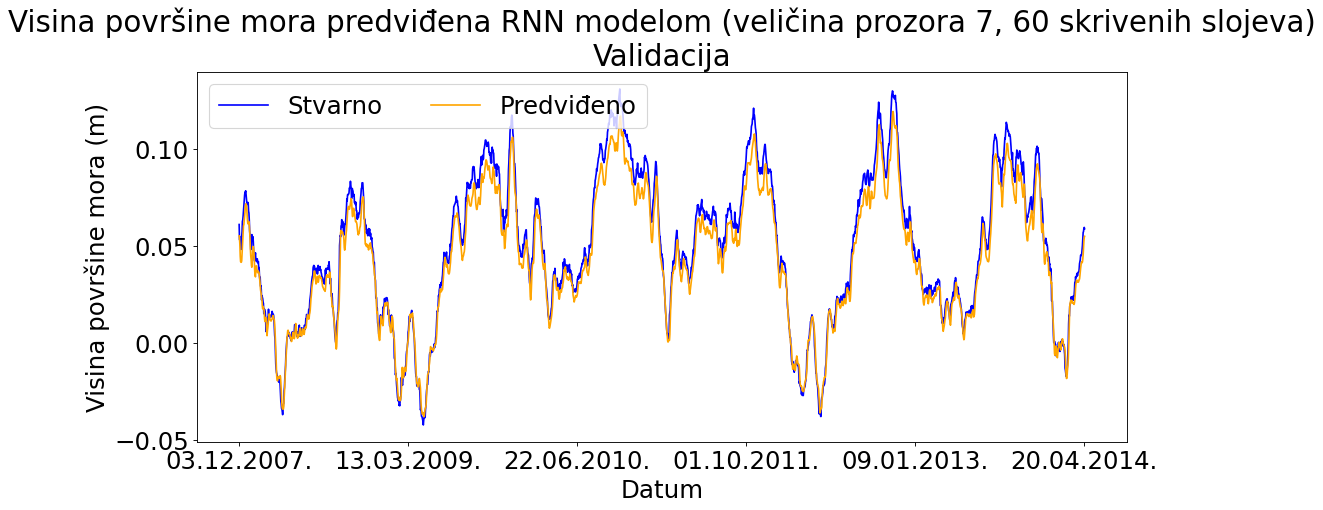 Visina površine mora predviđena RNN modelom (veličina prozora 7, 60 skrivenih slojeva)
Validacija
Stvarno Predviđeno
Visina površine mora (m)
0.10
0.05
0.00
−0.05
03.12.2007. 13.03.2009. 22.06.2010. 01.10.2011. 09.01.2013. 20.04.2014.
Datum